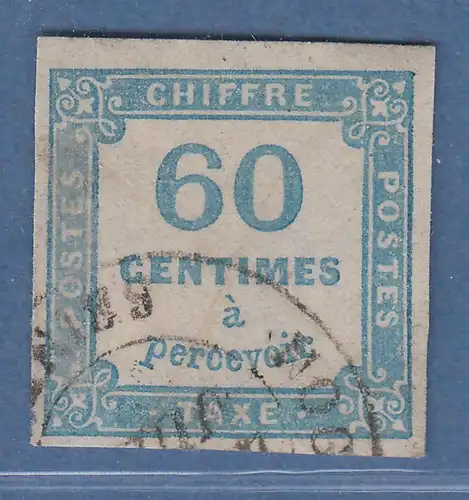 CHIFFRE
POSTES
60
CENTIMES
à
percevoir
POSTES
TAXE